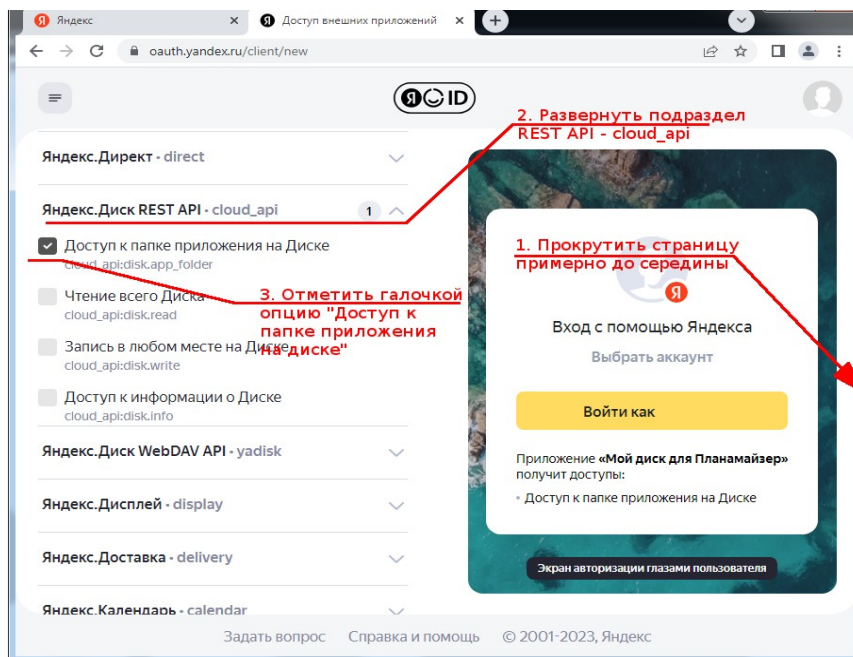 Яндекс
Доступ внешних приложений
oauth.yandex.ru/client/new
Я ID
2. Развернуть подраздел
REST API - cloud_api
Яндекс.Директ · direct
Яндекс.Диск REST API · cloud_api 1
Доступ к папке приложения на Диске
cloud_api:disk.app_folder
Чтение всего Диска
cloud_api:disk.read
Запись в любом месте на Диске
cloud_api:disk.write
Доступ к информации о Диске
cloud_api:disk.info
3. Отметить галочкой
опцию "Доступ к
папке приложения
на диске"
Яндекс.Диск WebDAV API · yadisk
Яндекс.Дисплей · display
Яндекс.Доставка · delivery
Яндекс.Календарь · calendar
1. Прокрутить страницу
примерно до середины
Я
Вход с помощью Яндекса
Выбрать аккаунт
Войти как
Приложение «Мой диск для Планамайзер»
получит доступы:
• Доступ к папке приложения на Диске
Экран авторизации глазами пользователя
Задать вопрос Справка и помощь © 2001-2023, Яндекс